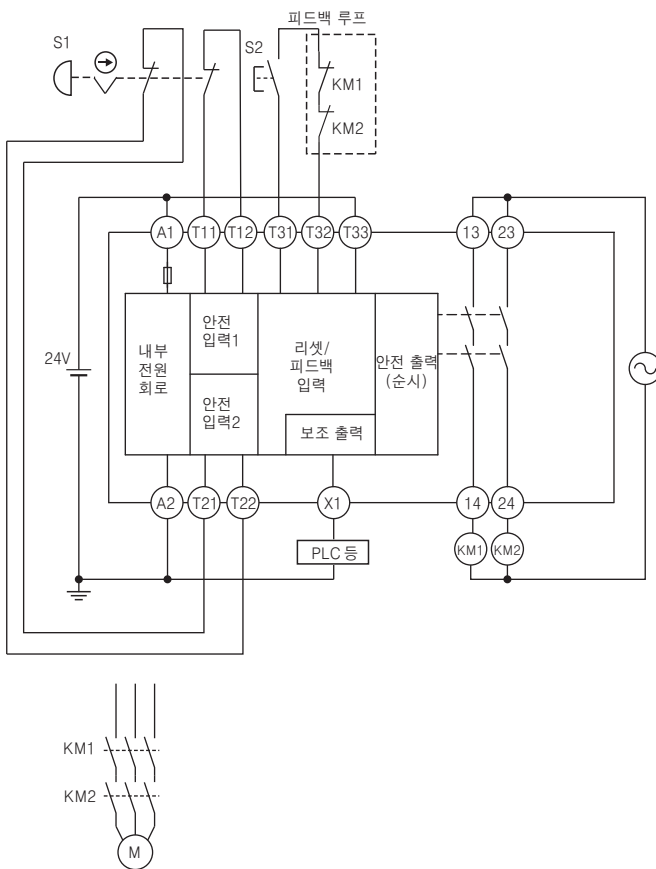 피드백 루프
S1
S2
KM1
KM2
A1
T11
T12
T31
T32
T33
13
23
24V
내부
전원
회로
안전
입력1
안전
입력2
리셋/
피드백
입력
보조 출력
안전 출력
(순시)
A2
T21
T22
X1
14
24
PLC 등
KM1
KM2
KM1
KM2
M